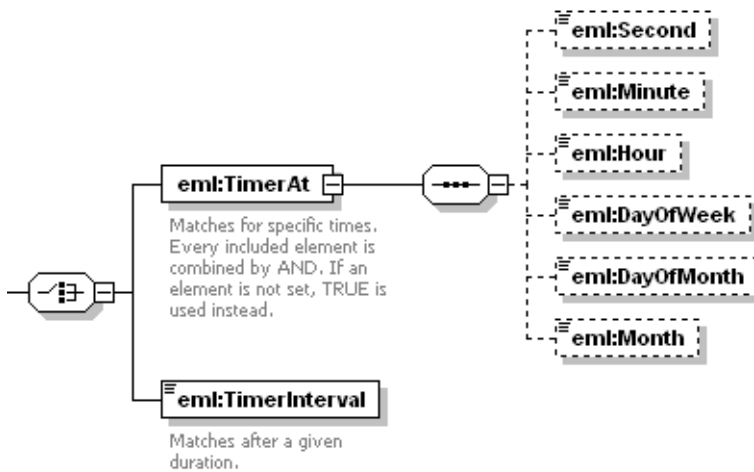 eml:Second
eml:Minute
eml:Hour
eml:TimerAt
eml:DayOfWeek
Matches for specific times.
Every included element is
combined by AND. If an
element is not set, TRUE is
used instead.
eml:DayOfMonth
eml:Month
eml:TimerInterval
Matches after a given
duration.